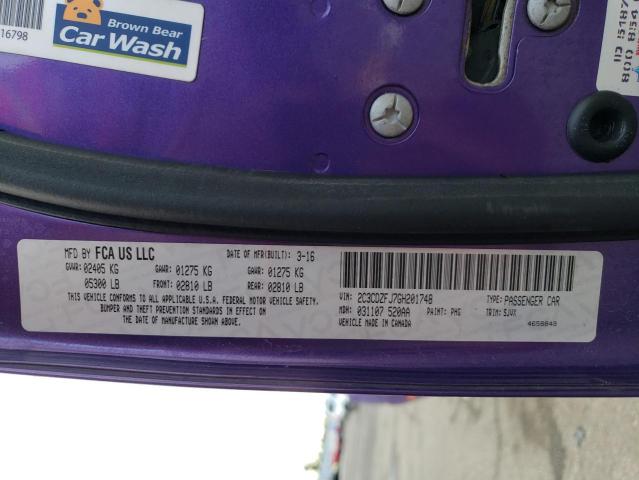 16798
Brown Bear
Car Wash
MFD BY FCA US LLC
DATE OF MFR(BUILT): 3-16
GVWR: 02405 KG
GAWR: 01275 KG
GAWR: 01275 KG
05300 LB
FRONT: 02810 LB
REAR: 02810 LB
THIS VEHICLE CONFORMS TO ALL APPLICABLE U.S.A. FEDERAL MOTOR VEHICLE SAFETY,
BUMPER AND THEFT PREVENTION STANDARDS IN EFFECT ON
THE DATE OF MANUFACTURE SHOWN ABOVE.
VIN: 2C3CDZFJ7GH201748
TYPE: PASSENGER CAR
MDH: 031107 520AA
PAINT: PHG
TRIM: SJVX
VEHICLE MADE IN CANADA
4658843